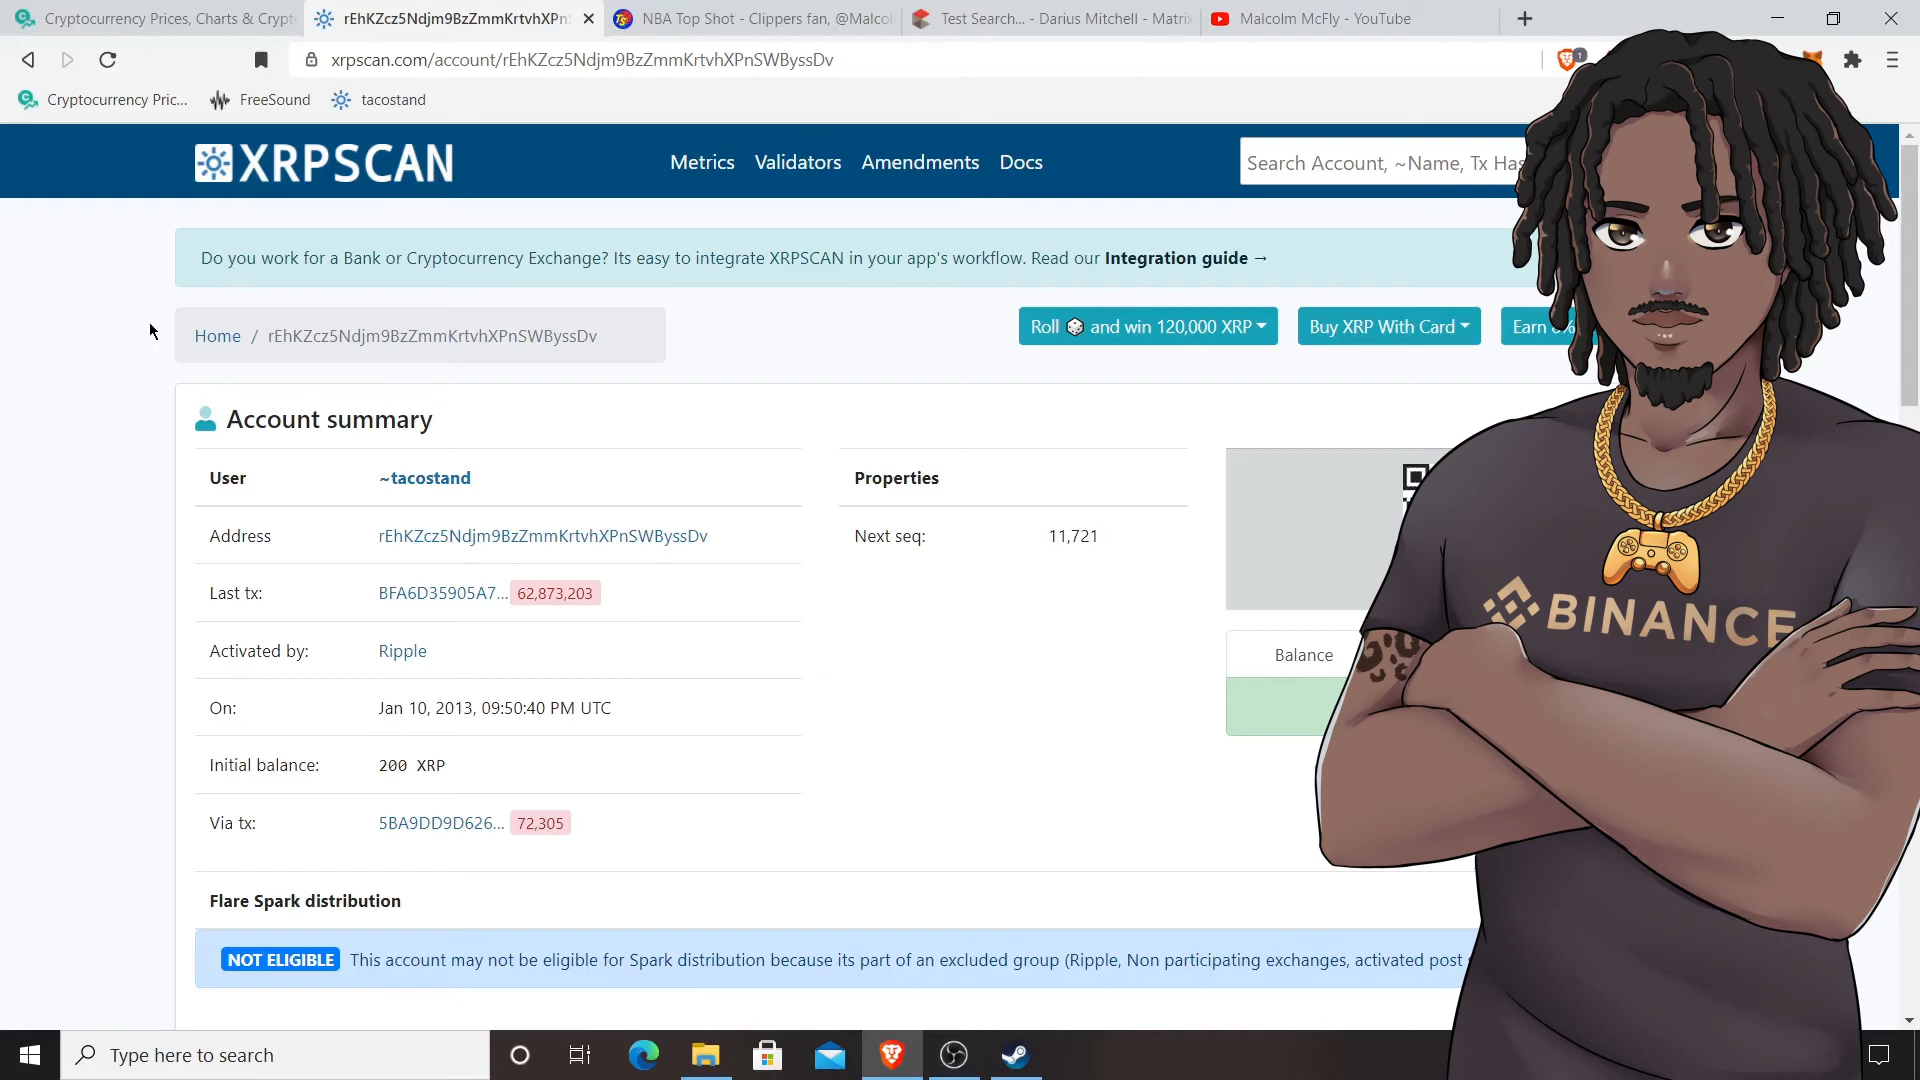 Cryptocurrency Prices, Charts & Crypt
rEhKZcz5Ndjm9BzZmmKrtvhXPn
NBA Top Shot - Clippers fan, @Malco
Test Search... - Darius Mitchell - Matrix
Malcolm McFly - YouTube
xrpscan.com/account/rEhKZcz5Ndjm9BzZmmKrtvhXPnSWByssDv
1
Cryptocurrency Pric...
FreeSound
tacostand
XRPSCAN
Metrics
Validators
Amendments
Docs
Search Account, ~Name, Tx Has
Do you work for a Bank or Cryptocurrency Exchange? Its easy to integrate XRPSCAN in your app's workflow. Read our Integration guide →
Home / rEhKZcz5Ndjm9BzZmmKrtvhXPnSWByssDv
Roll 🎲 and win 120,000 XRP
Buy XRP With Card
Earn
Account summary
User ~tacostand
Properties
Address rEhKZcz5Ndjm9BzZmmKrtvhXPnSWByssDv
Next seq: 11,721
Last tx: BFA6D35905A7... 62,873,203
Activated by: Ripple
On: Jan 10, 2013, 09:50:40 PM UTC
Initial balance: 200 XRP
Via tx: 5BA9DD9D626... 72,305
Balance
BINANCE
Flare Spark distribution
NOT ELIGIBLE This account may not be eligible for Spark distribution because its part of an excluded group (Ripple, Non participating exchanges, activated post
Type here to search